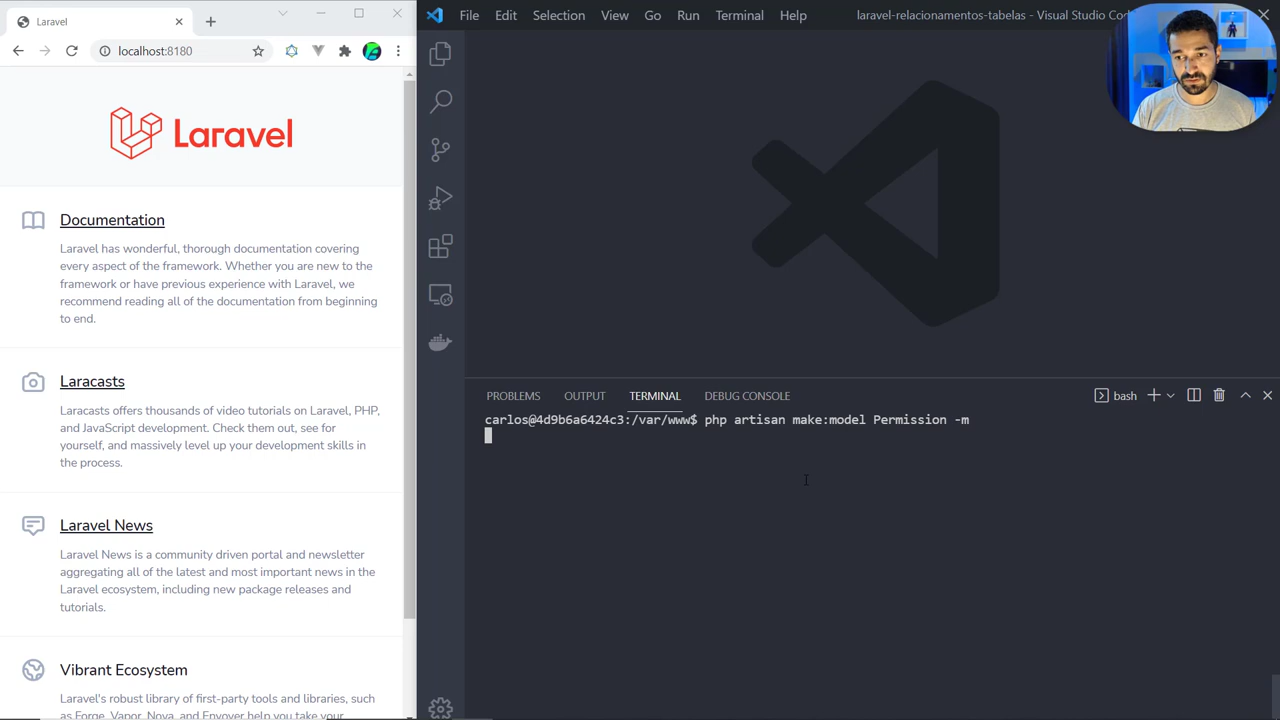 Laravel
localhost:8180
Laravel
Documentation
Laravel has wonderful, thorough documentation covering
every aspect of the framework. Whether you are new to the
framework or have previous experience with Laravel, we
recommend reading all of the documentation from beginning
to end.
Laracasts
Laracasts offers thousands of video tutorials on Laravel, PHP,
and JavaScript development. Check them out, see for
yourself, and massively level up your development skills in
the process.
Laravel News
Laravel News is a community driven portal and newsletter
aggregating all of the latest and most important news in the
Laravel ecosystem, including new package releases and
tutorials.
Vibrant Ecosystem
Laravel's robust library of first-party tools and libraries, such
as Forge, Vapor, Nova, and Envoyer help you take your
File Edit Selection View Go Run Terminal Help
laravel-relacionamentos-tabelas - Visual Studio
PROBLEMS OUTPUT TERMINAL DEBUG CONSOLE
bash
carlos@4d9b6a6424c3:/var/www$ php artisan make:model Permission -m